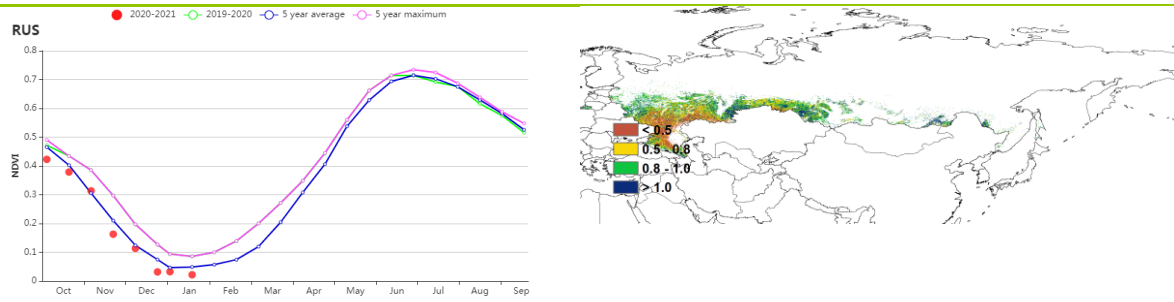 2020-2021 2019-2020 5 year average 5 year maximum
RUS
0.8
0.7
0.6
0.5
0.4
0.3
0.2
0.1
0
NDVI
Oct Nov Dec Jan Feb Mar Apr May Jun Jul Aug Sep
< 0.5
0.5 - 0.8
0.8 - 1.0
> 1.0